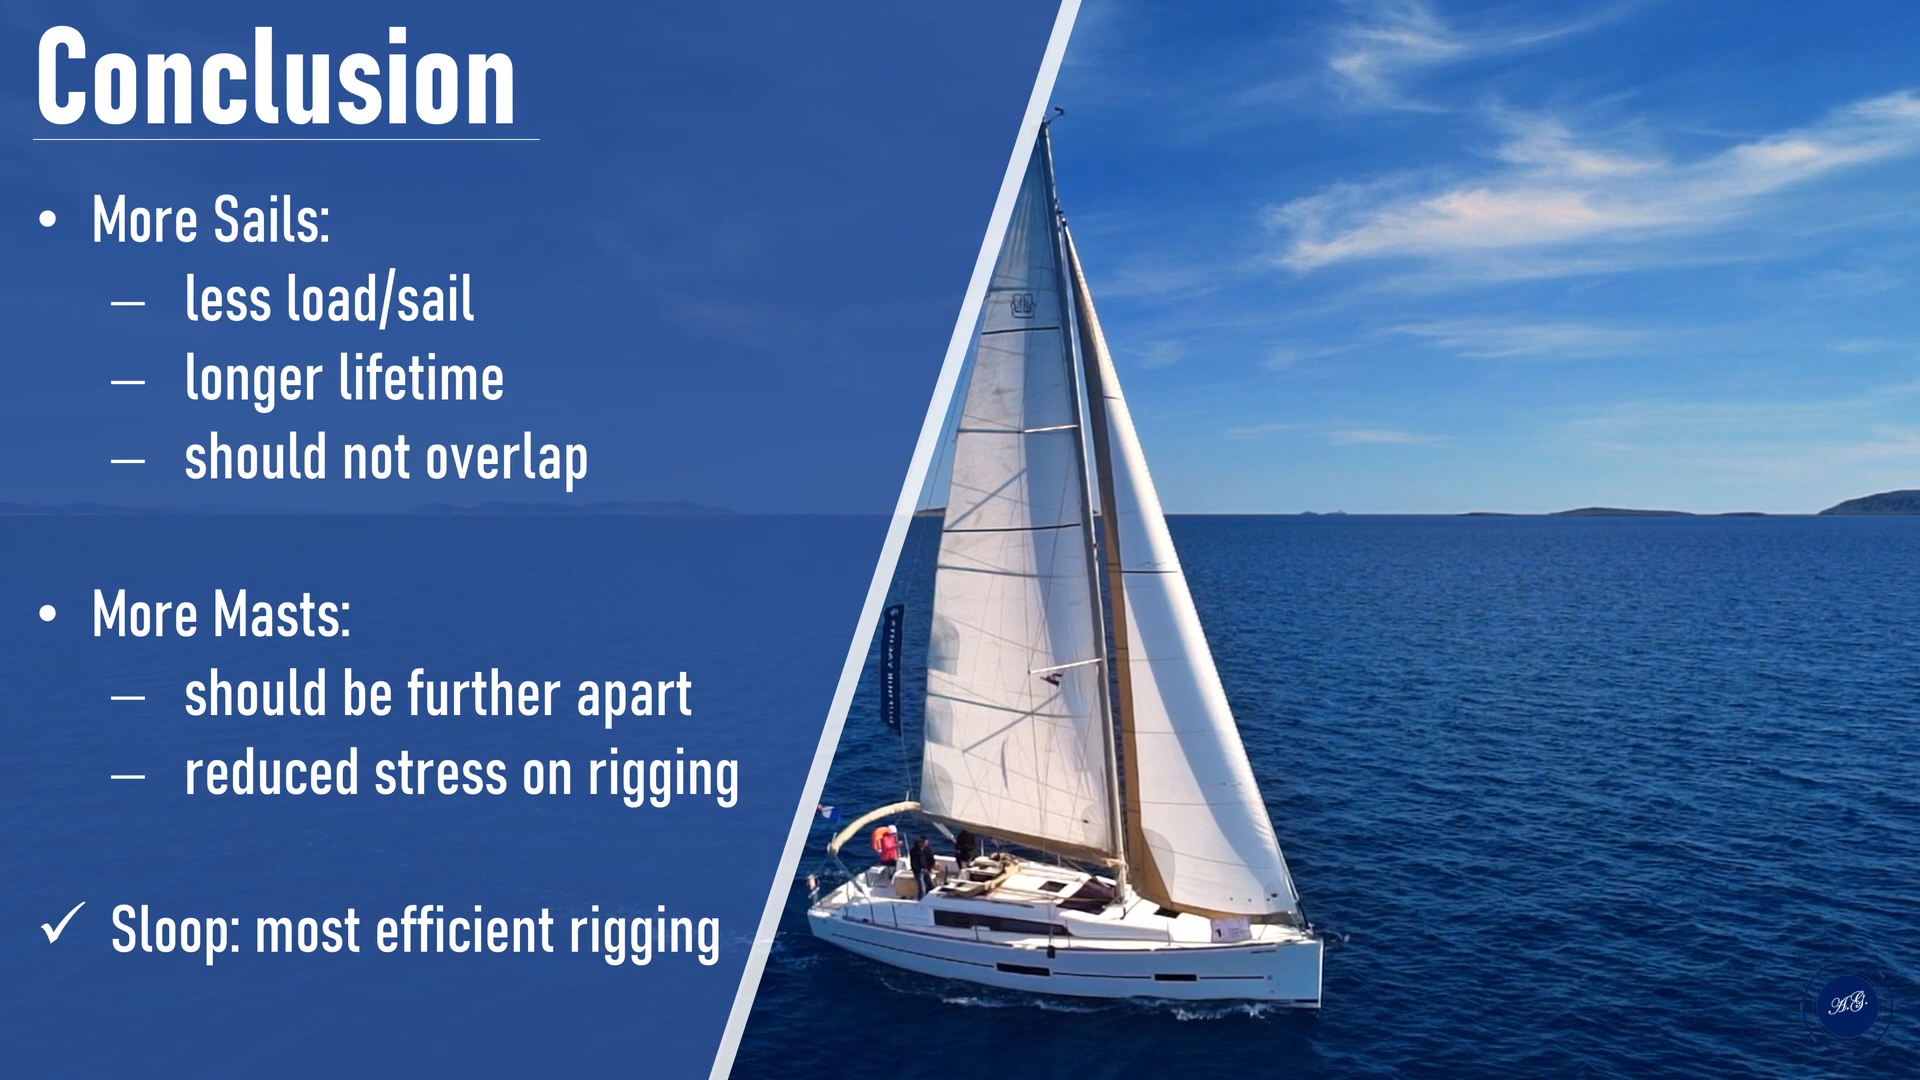 Conclusion
• More Sails:
– less load/sail
– longer lifetime
– should not overlap
• More Masts:
– should be further apart
– reduced stress on rigging
✓ Sloop: most efficient rigging
A.G.